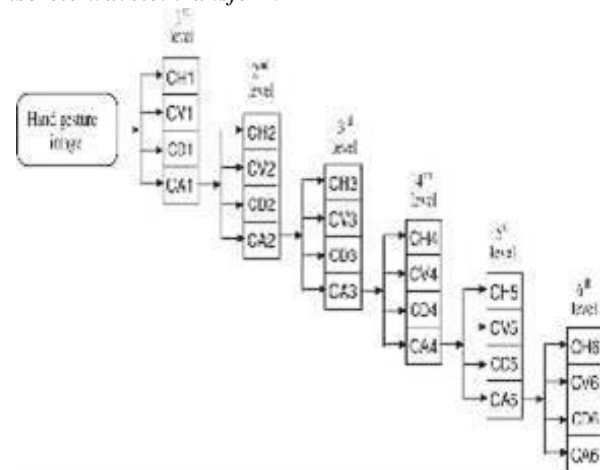 1st
level
CH1
CV1
CD1
CA1
Hand gesture
image
2nd
level
CH2
CV2
CD2
CA2
3rd
level
CH3
CV3
CD3
CA3
4th
level
CH4
CV4
CD4
CA4
5th
level
CH5
CV5
CD5
CA5
6th
level
CH6
CV6
CD6
CA6